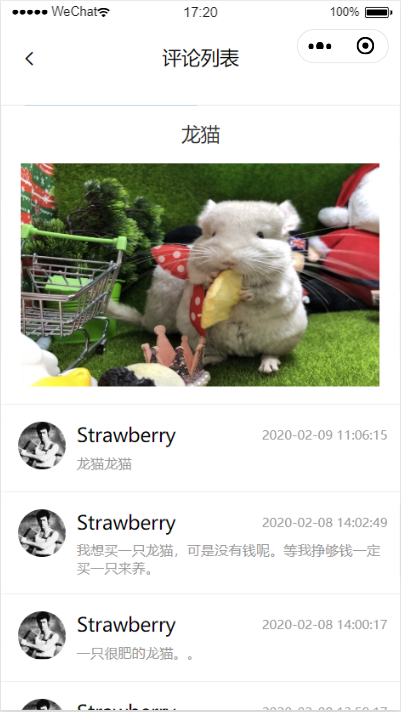 WeChat 17:20 100%
评论列表
龙猫
Strawberry 2020-02-09 11:06:15
龙猫龙猫
Strawberry 2020-02-08 14:02:49
我想买一只龙猫，可是没有钱呢。等我挣够钱一定
买一只来养。
Strawberry 2020-02-08 14:00:17
一只很肥的龙猫。。
Strawberry